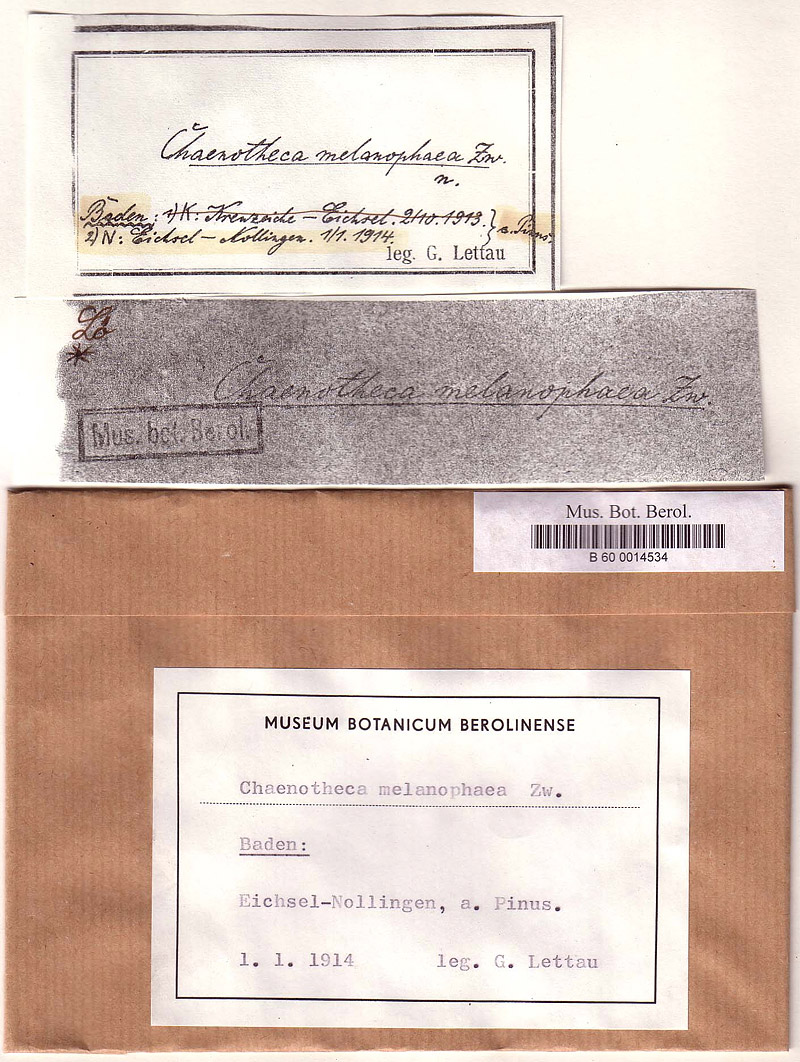 Chaenotheca melanophaea Zw.
n.
Baden: 1) K: Kreuzeiche – Eichsel. 2/10. 1913.
2) N: Eichsel – Nollingen. 1/1. 1914. } a. Pinus.
leg. G. Lettau
Lö
*
Chaenotheca melanophaea Zw.
Mus. bot. Berol.
Mus. Bot. Berol.
B 60 0014534
MUSEUM BOTANICUM BEROLINENSE
Chaenotheca melanophaea Zw.
Baden:
Eichsel-Nollingen, a. Pinus.
1. 1. 1914 leg. G. Lettau